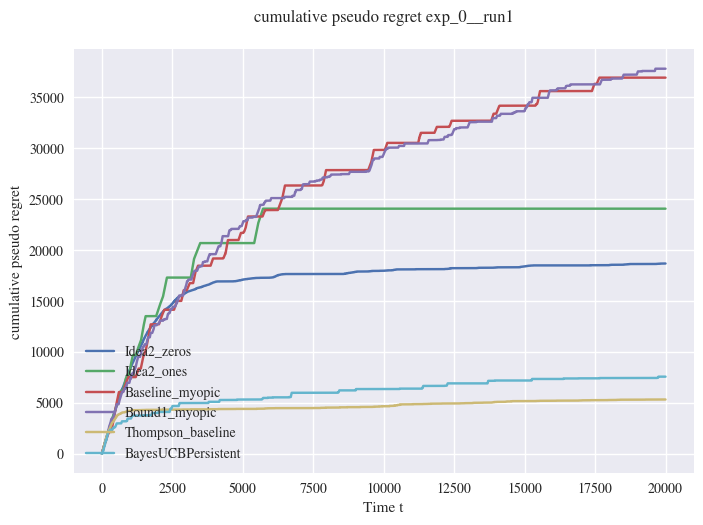 cumulative pseudo regret exp_0__run1
cumulative pseudo regret
35000
30000
25000
20000
15000
10000
5000
0
Idea2_zeros
Idea2_ones
Baseline_myopic
Bound1_myopic
Thompson_baseline
BayesUCBPersistent
0 2500 5000 7500 10000 12500 15000 17500 20000
Time t